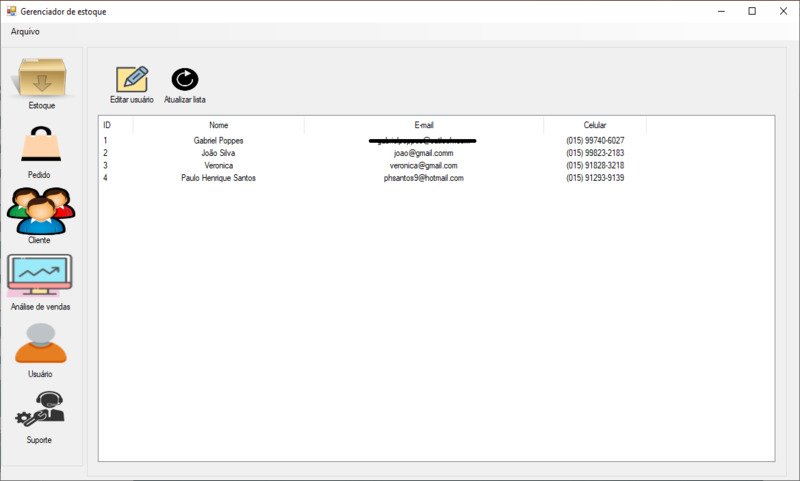 Gerenciador de estoque
Arquivo
Estoque
Pedido
Cliente
Análise de vendas
Usuário
Suporte
Editar usuário Atualizar lista
ID Nome E-mail Celular
1 Gabriel Poppes (015) 99740-6027
2 João Silva joao@gmail.comm (015) 99823-2183
3 Veronica veronica@gmail.com (015) 91828-3218
4 Paulo Henrique Santos phsantos9@hotmail.com (015) 91293-9139